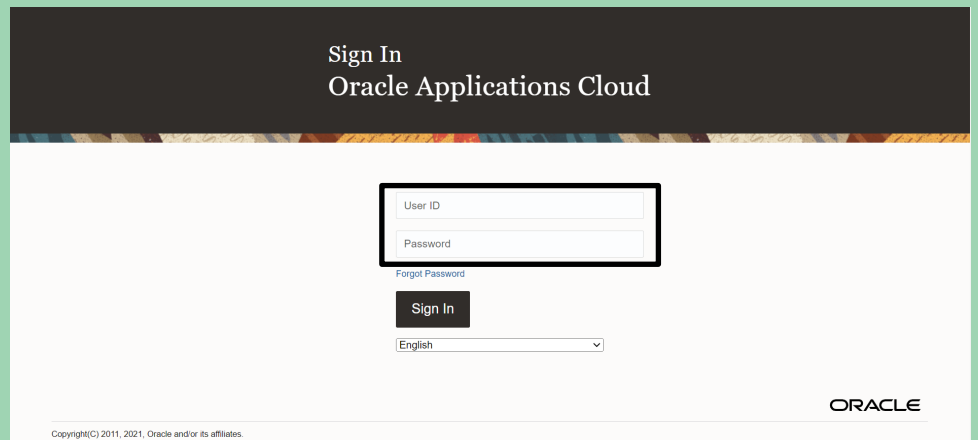 Sign In
Oracle Applications Cloud
User ID
Password
Forgot Password
Sign In
English
ORACLE
Copyright(C) 2011, 2021, Oracle and/or its affiliates.